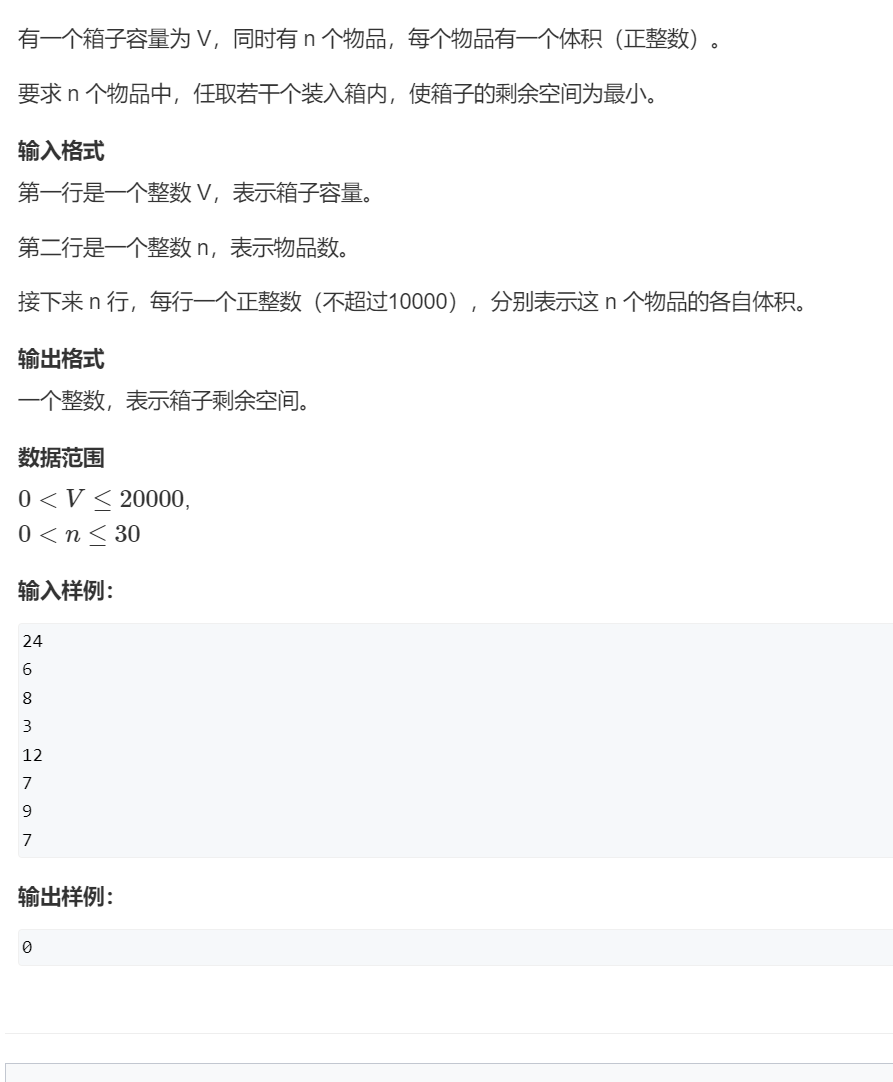 有一个箱子容量为 V，同时有 n 个物品，每个物品有一个体积（正整数）。
要求 n 个物品中，任取若干个装入箱内，使箱子的剩余空间为最小。
输入格式
第一行是一个整数 V，表示箱子容量。
第二行是一个整数 n，表示物品数。
接下来 n 行，每行一个正整数（不超过10000），分别表示这 n 个物品的各自体积。
输出格式
一个整数，表示箱子剩余空间。
数据范围
0 < V ≤ 20000,
0 < n ≤ 30
输入样例：
24
6
8
3
12
7
9
7
输出样例：
0